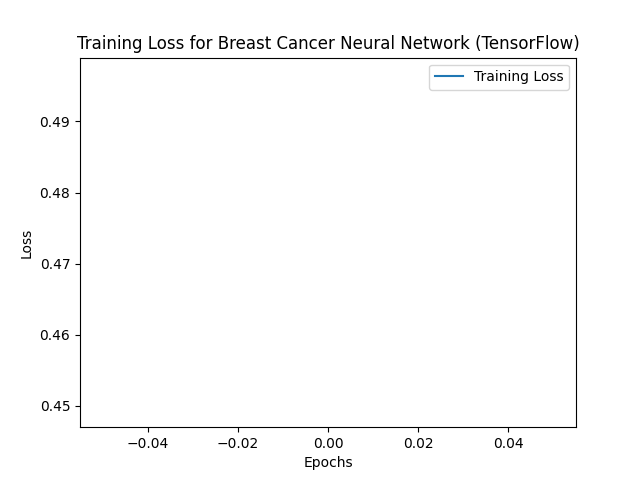 Training Loss for Breast Cancer Neural Network (TensorFlow)
Training Loss
0.49
0.48
0.47
0.46
0.45
Loss
−0.04 −0.02 0.00 0.02 0.04
Epochs